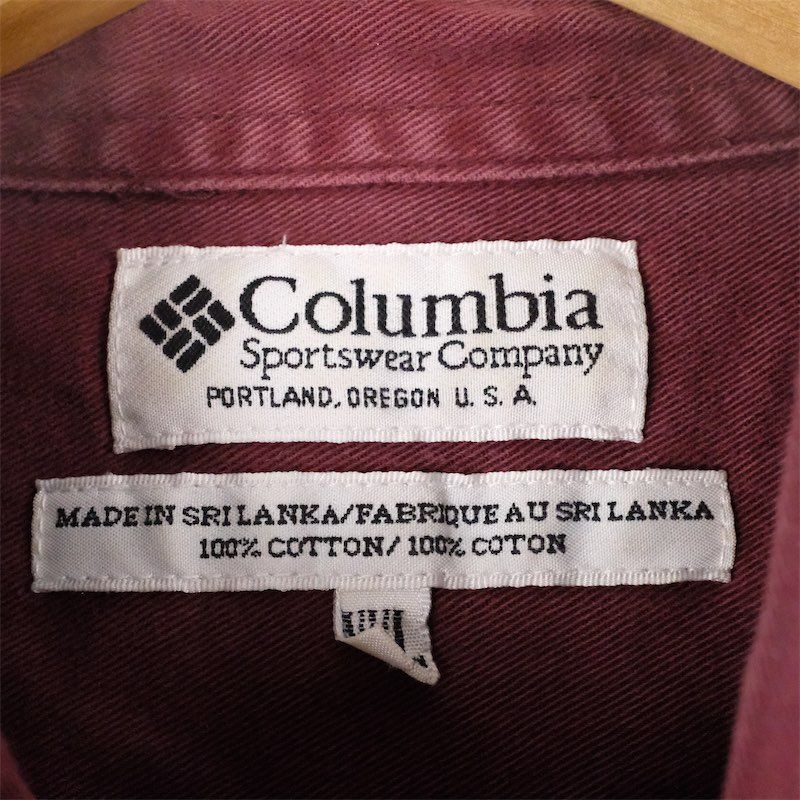 Columbia
Sportswear Company
PORTLAND, OREGON U.S.A.
MADE IN SRI LANKA/FABRIQUE AU SRI LANKA
100% COTTON/100% COTON